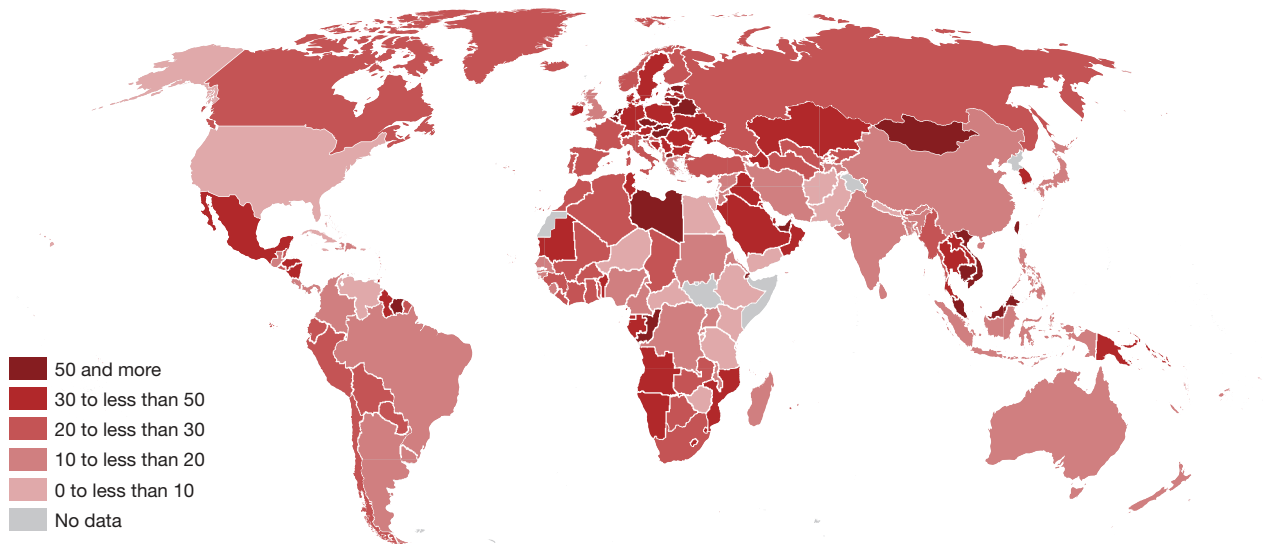 50 and more
30 to less than 50
20 to less than 30
10 to less than 20
0 to less than 10
No data